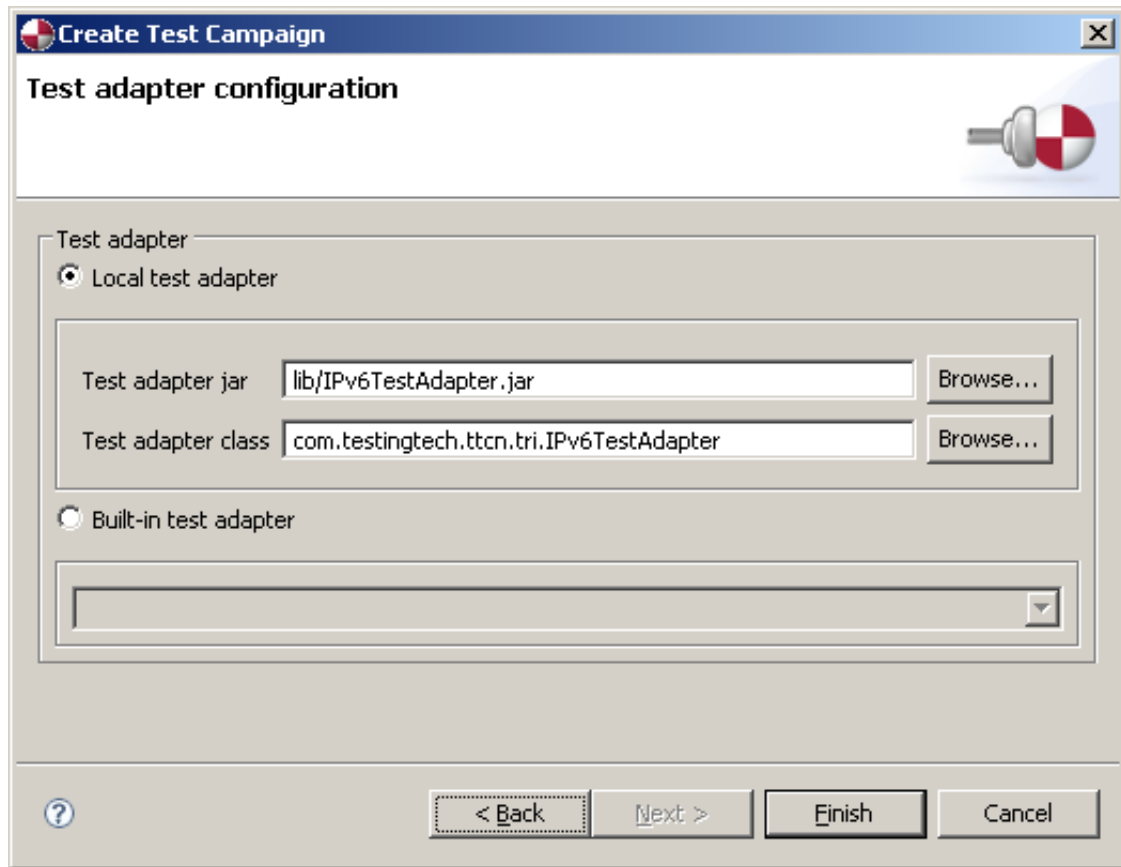 Create Test Campaign
Test adapter configuration
Test adapter
Local test adapter
Test adapter jar lib/IPv6TestAdapter.jar Browse...
Test adapter class com.testingtech.ttcn.tri.IPv6TestAdapter Browse...
Built-in test adapter
? < Back Next > Finish Cancel